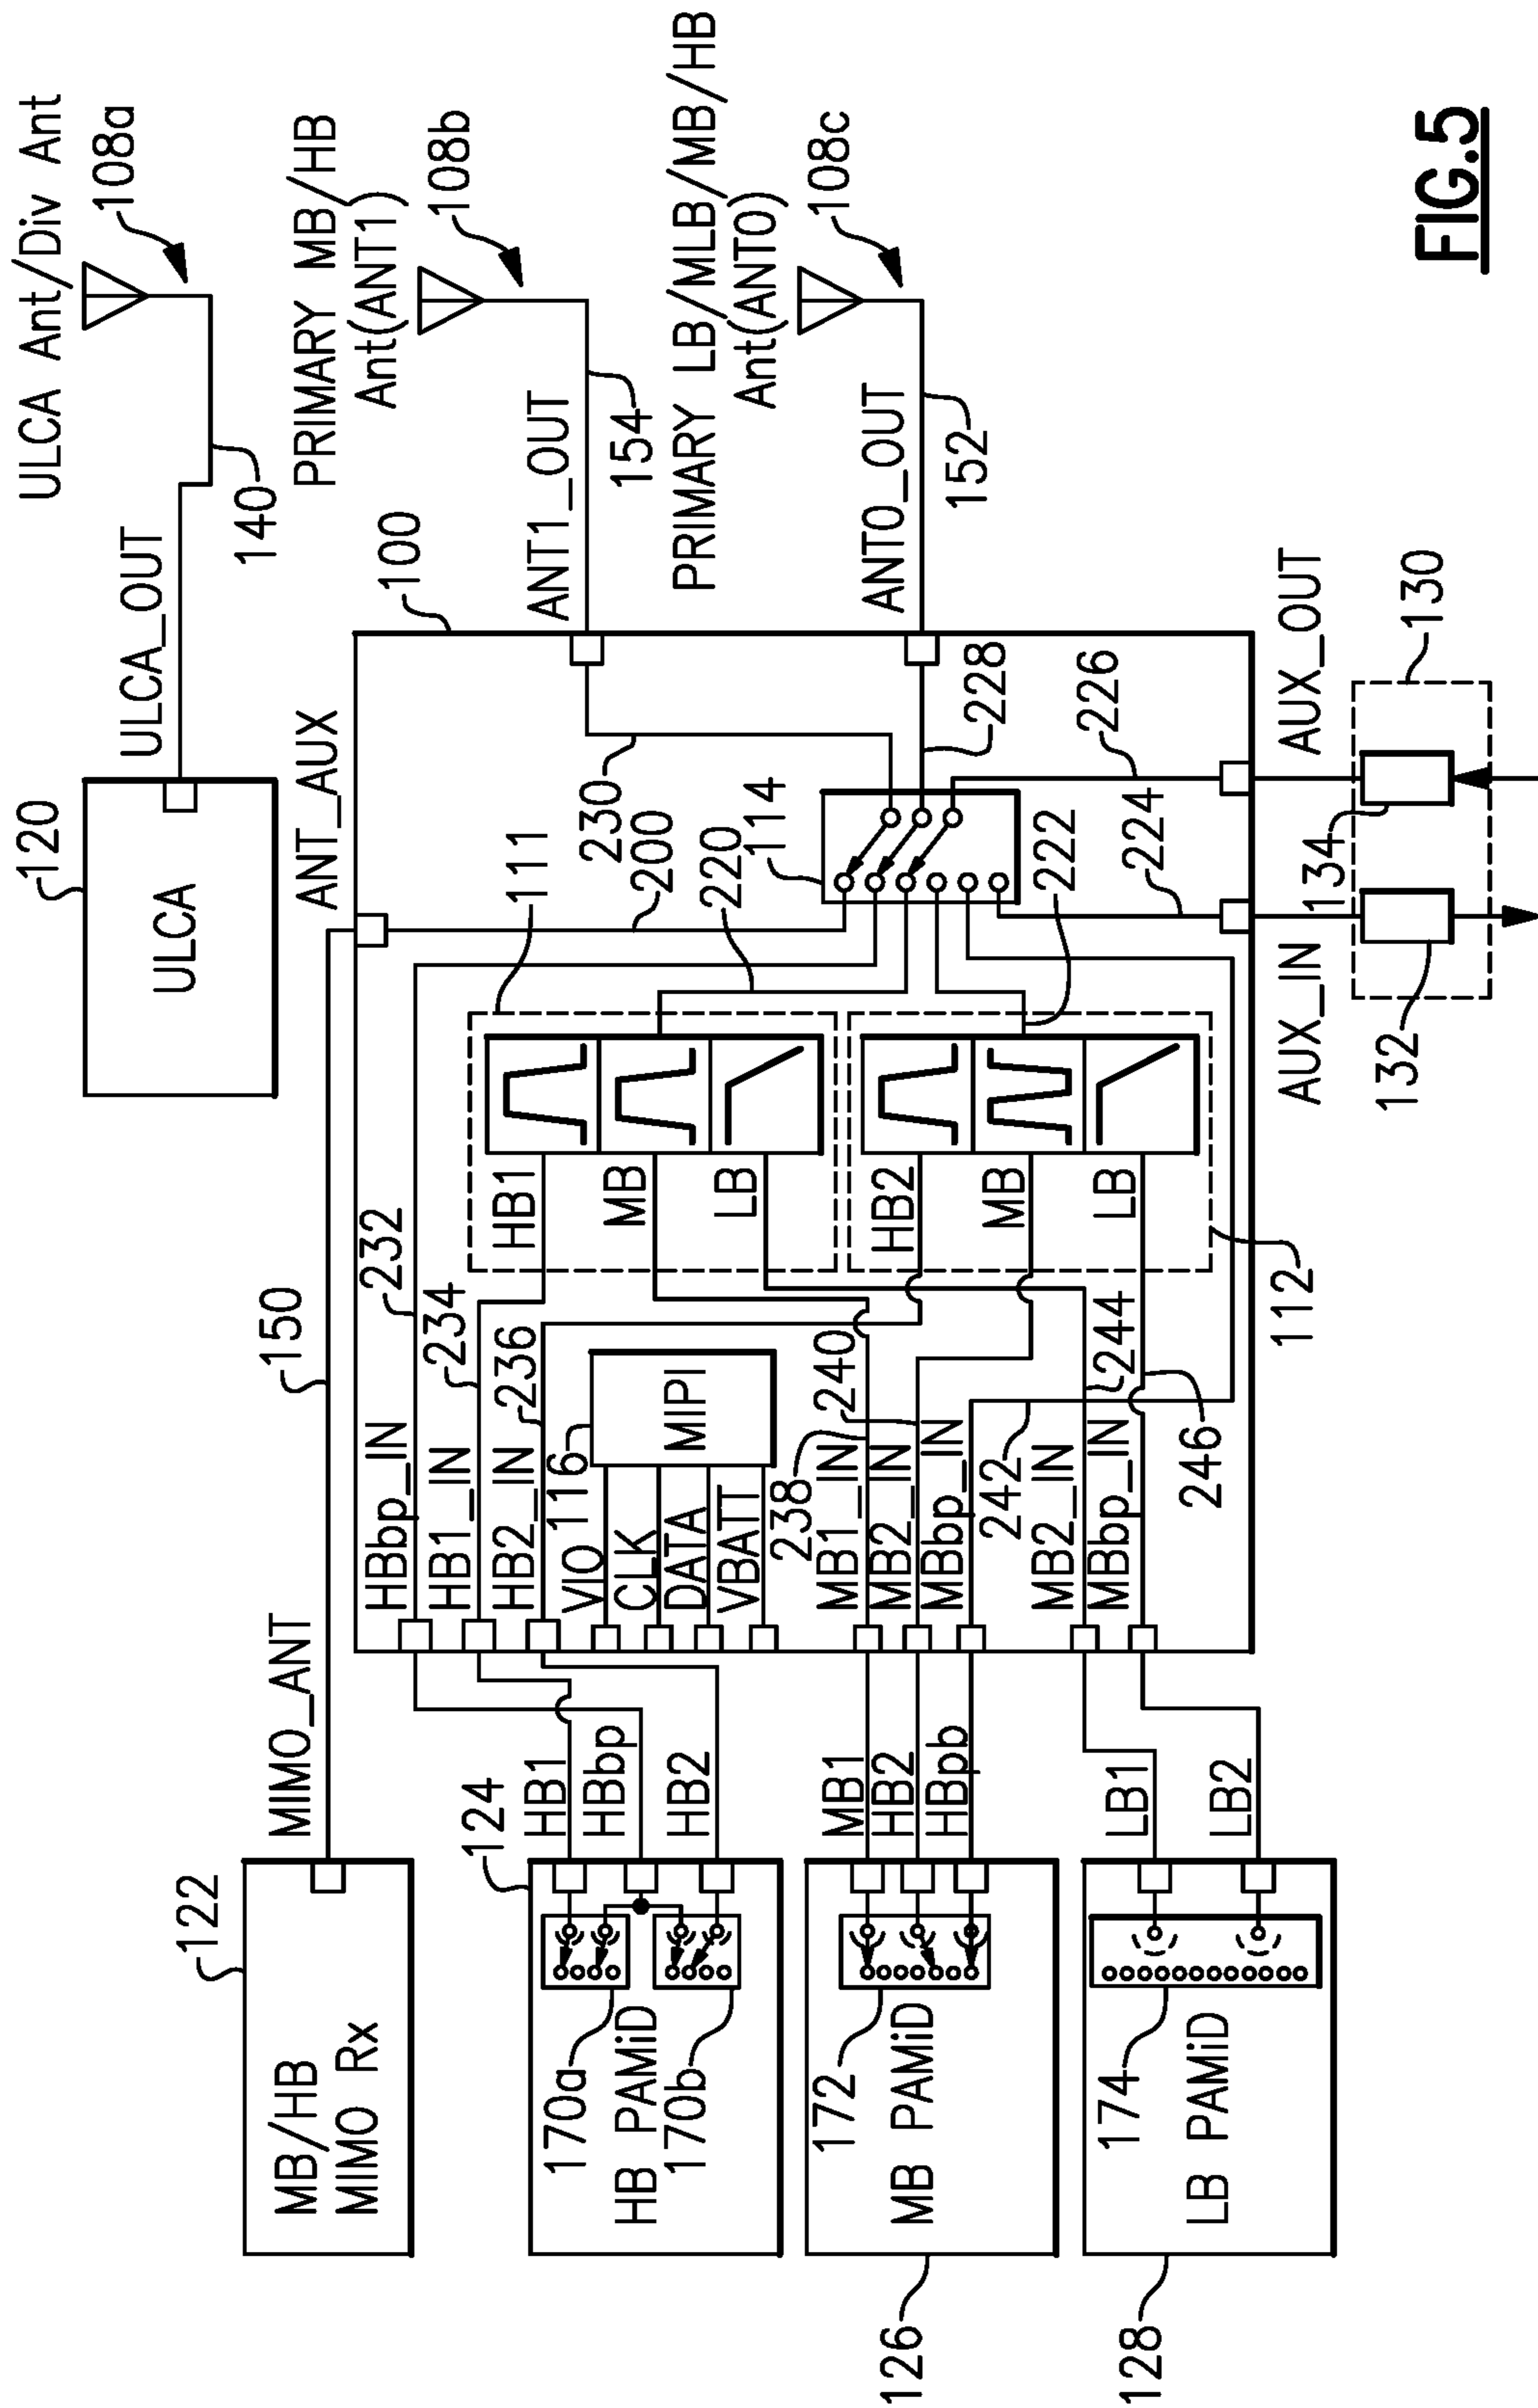 ULCA Ant/Div Ant
108a
PRIMARY MB/HB
Ant(ANT1)
108b
PRIMARY LB/MLB/MB/HB
Ant(ANT0)
108c
ULCA_OUT
140
ANT1_OUT
154
ANT0_OUT
152
120
ULCA
ANT_AUX
100
230
200
220
114
228
226
222
224
111
AUX_OUT
130
134
AUX_IN
132
150
232
234
236
HB1
MB
LB
HB2
MB
LB
112
HBbp_IN
HB1_IN
HB2_IN
116
MIPI
VIO
CLK
DATA
VBATT
238
240
MB1_IN
MB2_IN
MBbp_IN
242
244
MB2_IN
MBbp_IN
246
MIMO_ANT
122
MB/HB
MIMO Rx
124
HB1
HBbp
HB2
170a
HB PAMiD
170b
MB1
HB2
HBpb
172
MB PAMiD
126
LB1
LB2
174
LB PAMiD
128
FIG.5